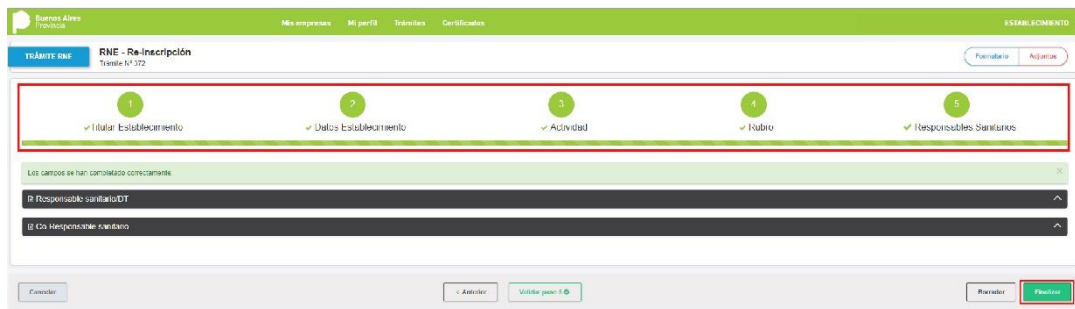 Buenos Aires
Provincia
Mis empresas Mi perfil Trámites Certificados
ESTABLECIMIENTO
TRÁMITE RNE
RNE - Re-Inscripción
Trámite N° 372
Formulario Adjuntos
1 2 3 4 5
Titular Establecimiento Datos Establecimiento Actividad Rubro Responsables Sanitarios
Los campos se han completado correctamente.
Responsable sanitario/DT
Co Responsable sanitario
Cancelar < Anterior Validar paso 5 Borrador Finalizar